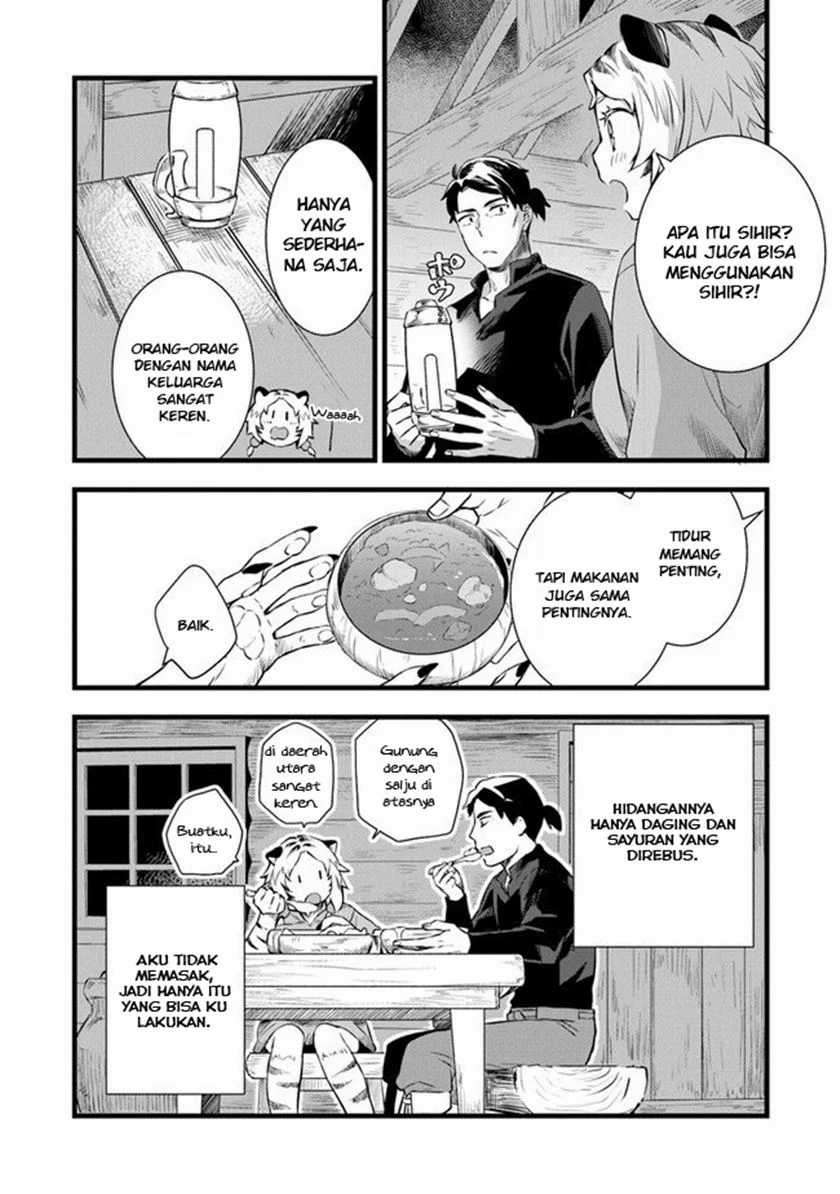 APA ITU SIHIR?
KAU JUGA BISA
MENGGUNAKAN
SIHIR?!
ポウ
HANYA
YANG
SEDERHA-
NA SAJA.
ORANG-ORANG
DENGAN NAMA
KELUARGA
SANGAT
KEREN.
Waaaah
TIDUR
MEMANG
PENTING,
TAPI MAKANAN
JUGA SAMA
PENTINGNYA.
BAIK.
HIDANGANNYA
HANYA DAGING DAN
SAYURAN YANG
DIREBUS.
Gunung
dengan
salju di
atasnya
di daerah
utara
sangat
keren.
Buatku,
itu..
AKU TIDAK
MEMASAK,
JADI HANYA ITU
YANG BISA KU
LAKUKAN.